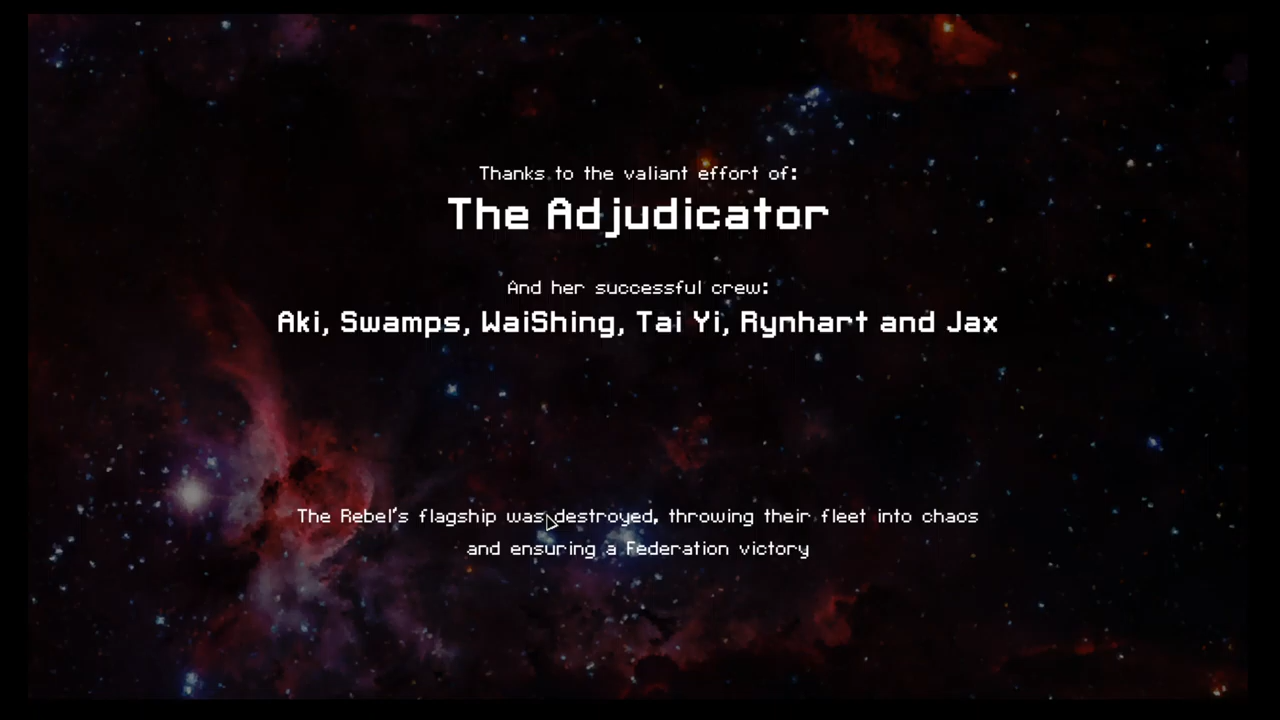 Thanks to the valiant effort of:
The Adjudicator
And her successful crew:
Aki, Swamps, WaiShing, Tai Yi, Rynhart and Jax
The Rebel's flagship was destroyed, throwing their fleet into chaos
and ensuring a Federation victory